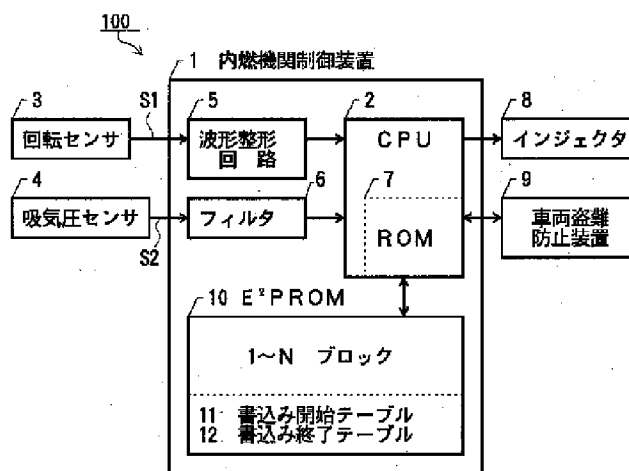 100
1 内燃機関制御装置
3
S1
5
2
8
回転センサ
波形整形
回 路
CPU
インジェクタ
4
6
7
9
吸気圧センサ
フィルタ
ROM
車両盗難
防止装置
S2
10 E²PROM
1~N ブロック
11 書込み開始テーブル
12 書込み終了テーブル